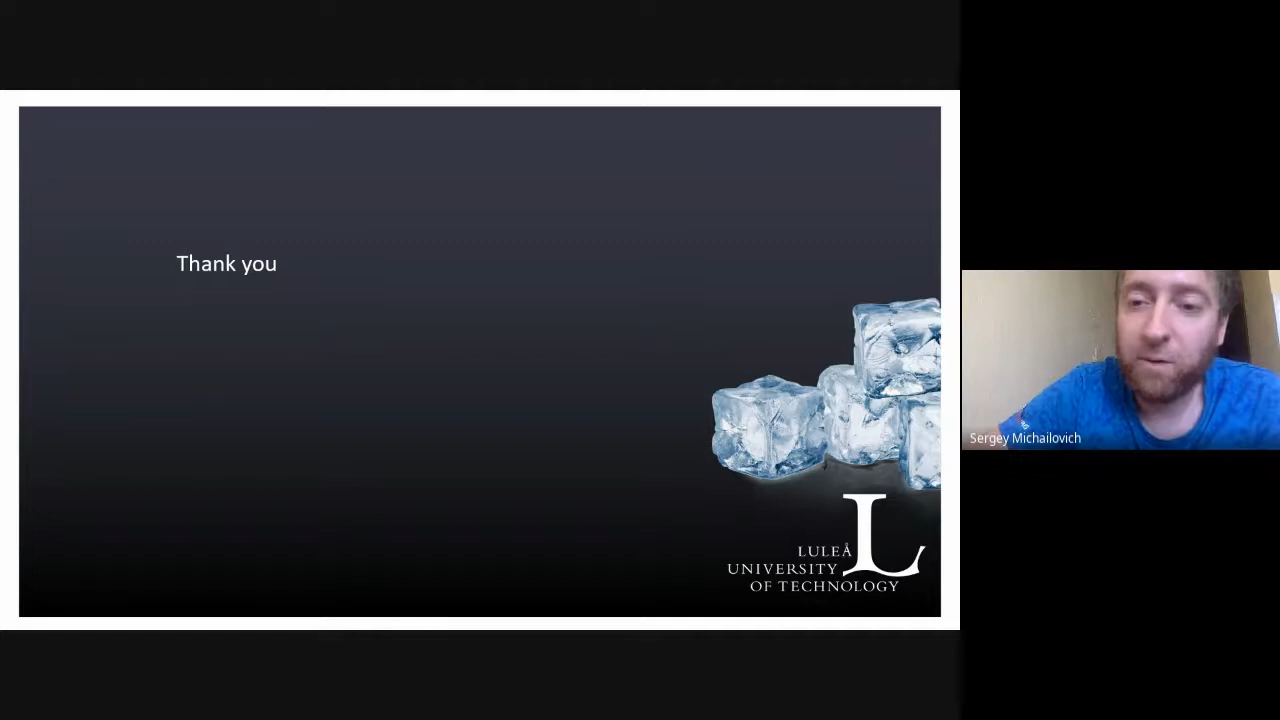 Thank you
LULEÅ
UNIVERSITY
OF TECHNOLOGY
L
Sergey Michailovich